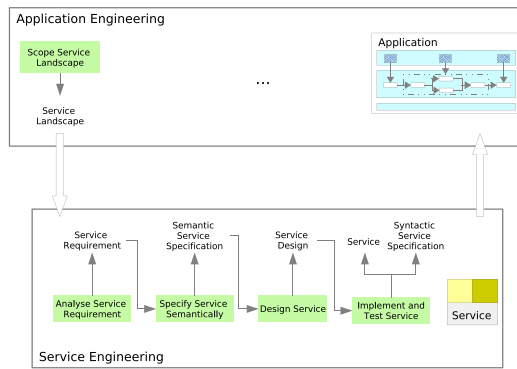 Application Engineering
Scope Service
Landscape
Service
Landscape
...
Application
Service
Requirement
Semantic
Service
Specification
Service
Design
Service
Syntactic
Service
Specification
Analyse Service
Requirement
Specify Service
Semantically
Design Service
Implement and
Test Service
Service
Service Engineering